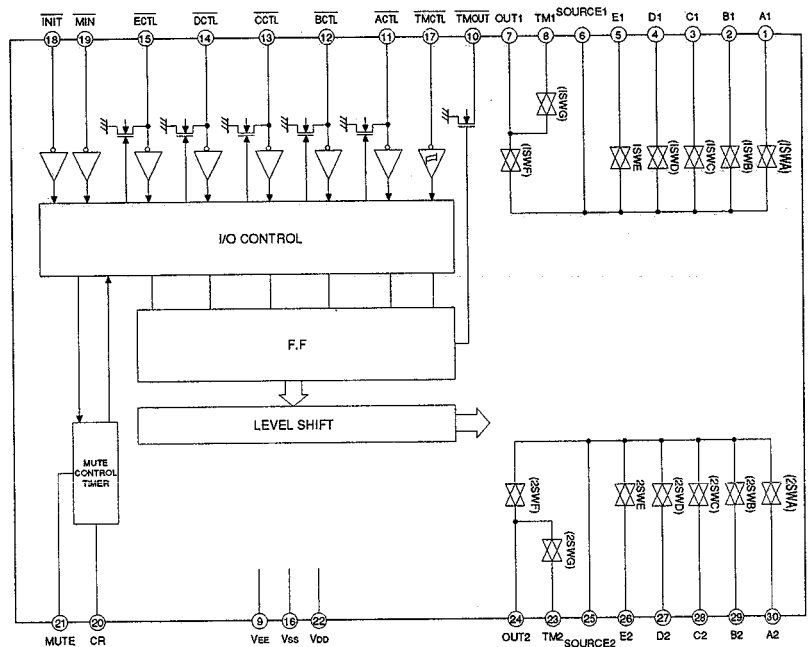 INIT MIN ECTL DCTL CCTL BCTL ACTL TMCTL TMOUT OUT1 TM1 SOURCE1 E1 D1 C1 B1 A1
18 19 15 14 13 12 11 17 10 7 8 6 5 4 3 2 1
(1SWG)
(1SWF) 1SWE (1SWD) (1SWC) (1SWB) (1SWA)
I/O CONTROL
F.F
LEVEL SHIFT
MUTE
CONTROL
TIMER
(2SWF) (2SWE (2SWD) (2SWC) (2SWB) (2SWA)
(2SWG)
21 20 9 16 22 24 23 25 26 27 28 29 30
MUTE CR VEE VSS VDD OUT2 TM2 SOURCE2 E2 D2 C2 B2 A2